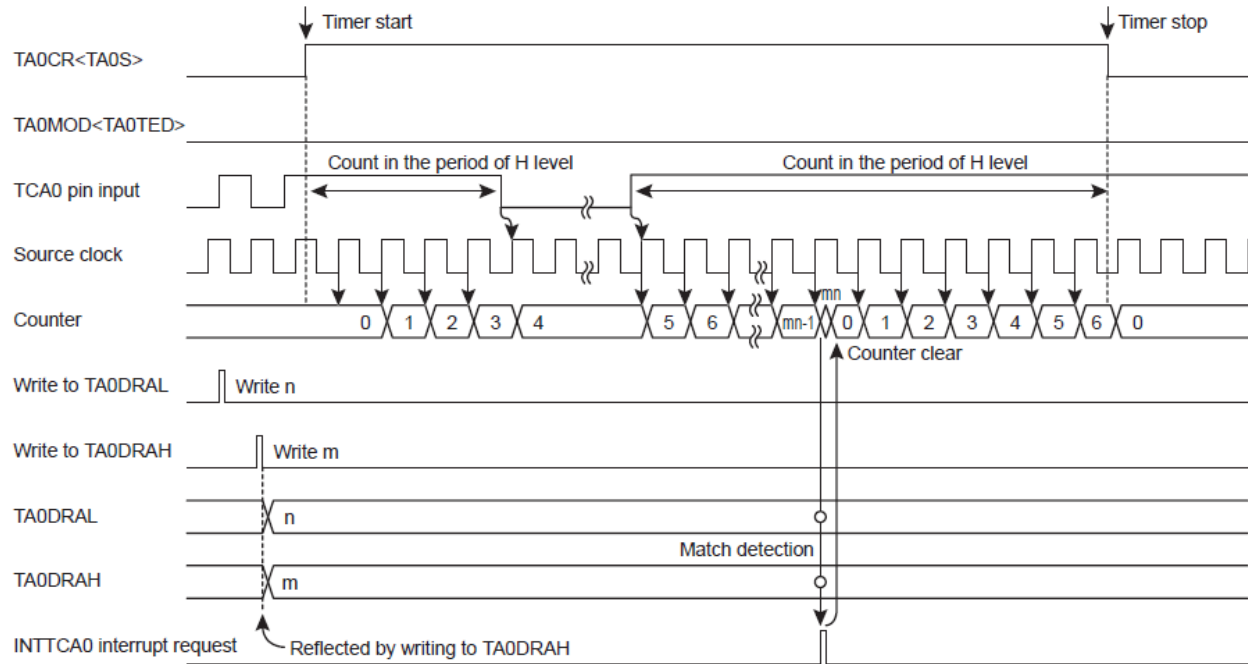 Timer start
Timer stop
TA0CR<TA0S>
TA0MOD<TA0TED>
Count in the period of H level
Count in the period of H level
TCA0 pin input
Source clock
mn
Counter
0 1 2 3 4 5 6 mn-1 0 1 2 3 4 5 6 0
Counter clear
Write to TA0DRAL
Write n
Write to TA0DRAH
Write m
TA0DRAL
n
Match detection
TA0DRAH
m
INTTCA0 interrupt request
Reflected by writing to TA0DRAH